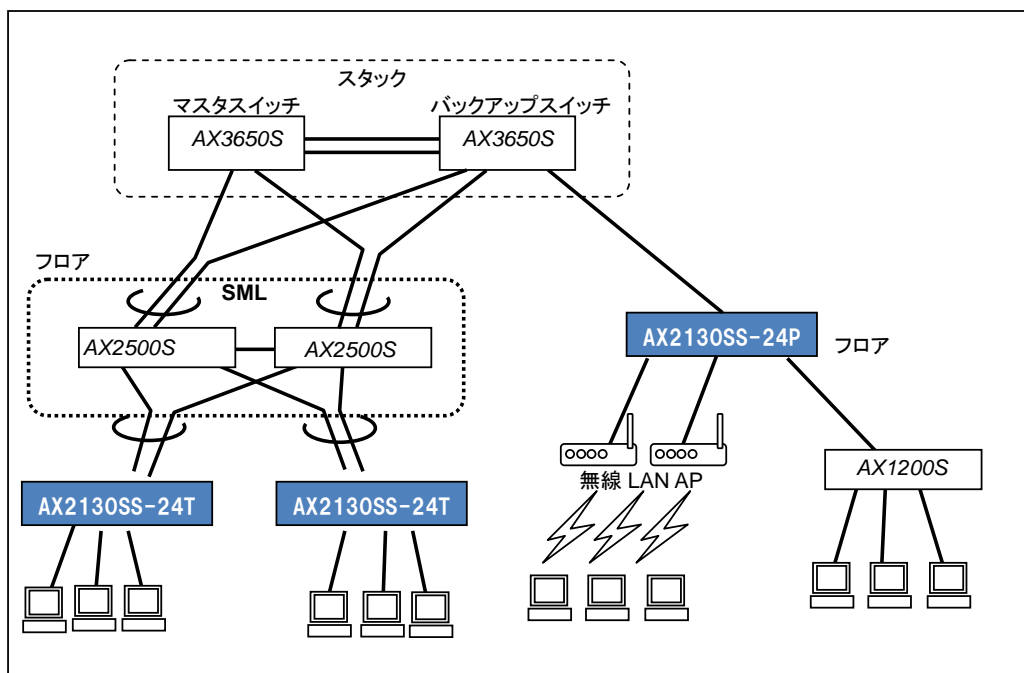 スタック
マスタスイッチ
バックアップスイッチ
AX3650S
AX3650S
フロア
SML
AX2500S
AX2500S
AX2130SS-24P
フロア
無線 LAN AP
AX1200S
AX2130SS-24T
AX2130SS-24T